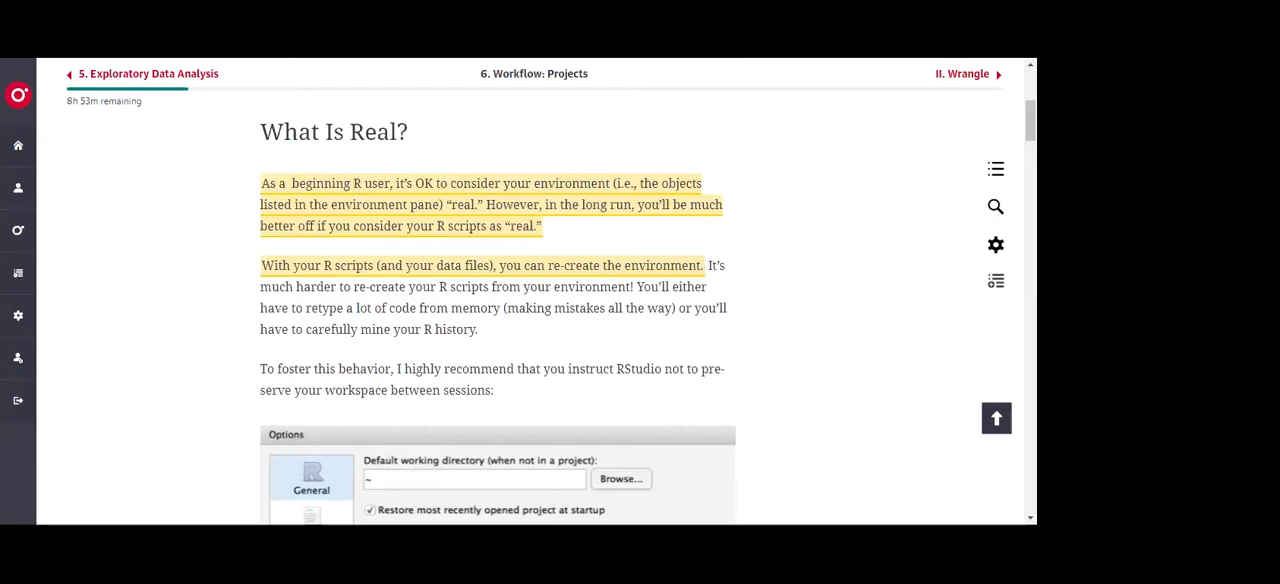 5. Exploratory Data Analysis
6. Workflow: Projects
II. Wrangle
8h 53m remaining
What Is Real?
As a beginning R user, it’s OK to consider your environment (i.e., the objects
listed in the environment pane) “real.” However, in the long run, you’ll be much
better off if you consider your R scripts as “real.”
With your R scripts (and your data files), you can re-create the environment. It’s
much harder to re-create your R scripts from your environment! You’ll either
have to retype a lot of code from memory (making mistakes all the way) or you’ll
have to carefully mine your R history.
To foster this behavior, I highly recommend that you instruct RStudio not to pre-
serve your workspace between sessions:
Options
Default working directory (when not in a project):
R
~
Browse...
General
Restore most recently opened project at startup